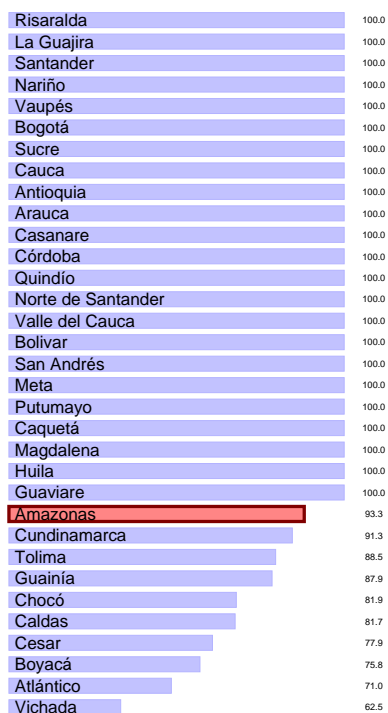 Risaralda 100.0
La Guajira 100.0
Santander 100.0
Nariño 100.0
Vaupés 100.0
Bogotá 100.0
Sucre 100.0
Cauca 100.0
Antioquia 100.0
Arauca 100.0
Casanare 100.0
Córdoba 100.0
Quindío 100.0
Norte de Santander 100.0
Valle del Cauca 100.0
Bolivar 100.0
San Andrés 100.0
Meta 100.0
Putumayo 100.0
Caquetá 100.0
Magdalena 100.0
Huila 100.0
Guaviare 100.0
Amazonas 93.3
Cundinamarca 91.3
Tolima 88.5
Guainía 87.9
Chocó 81.9
Caldas 81.7
Cesar 77.9
Boyacá 75.8
Atlántico 71.0
Vichada 62.5